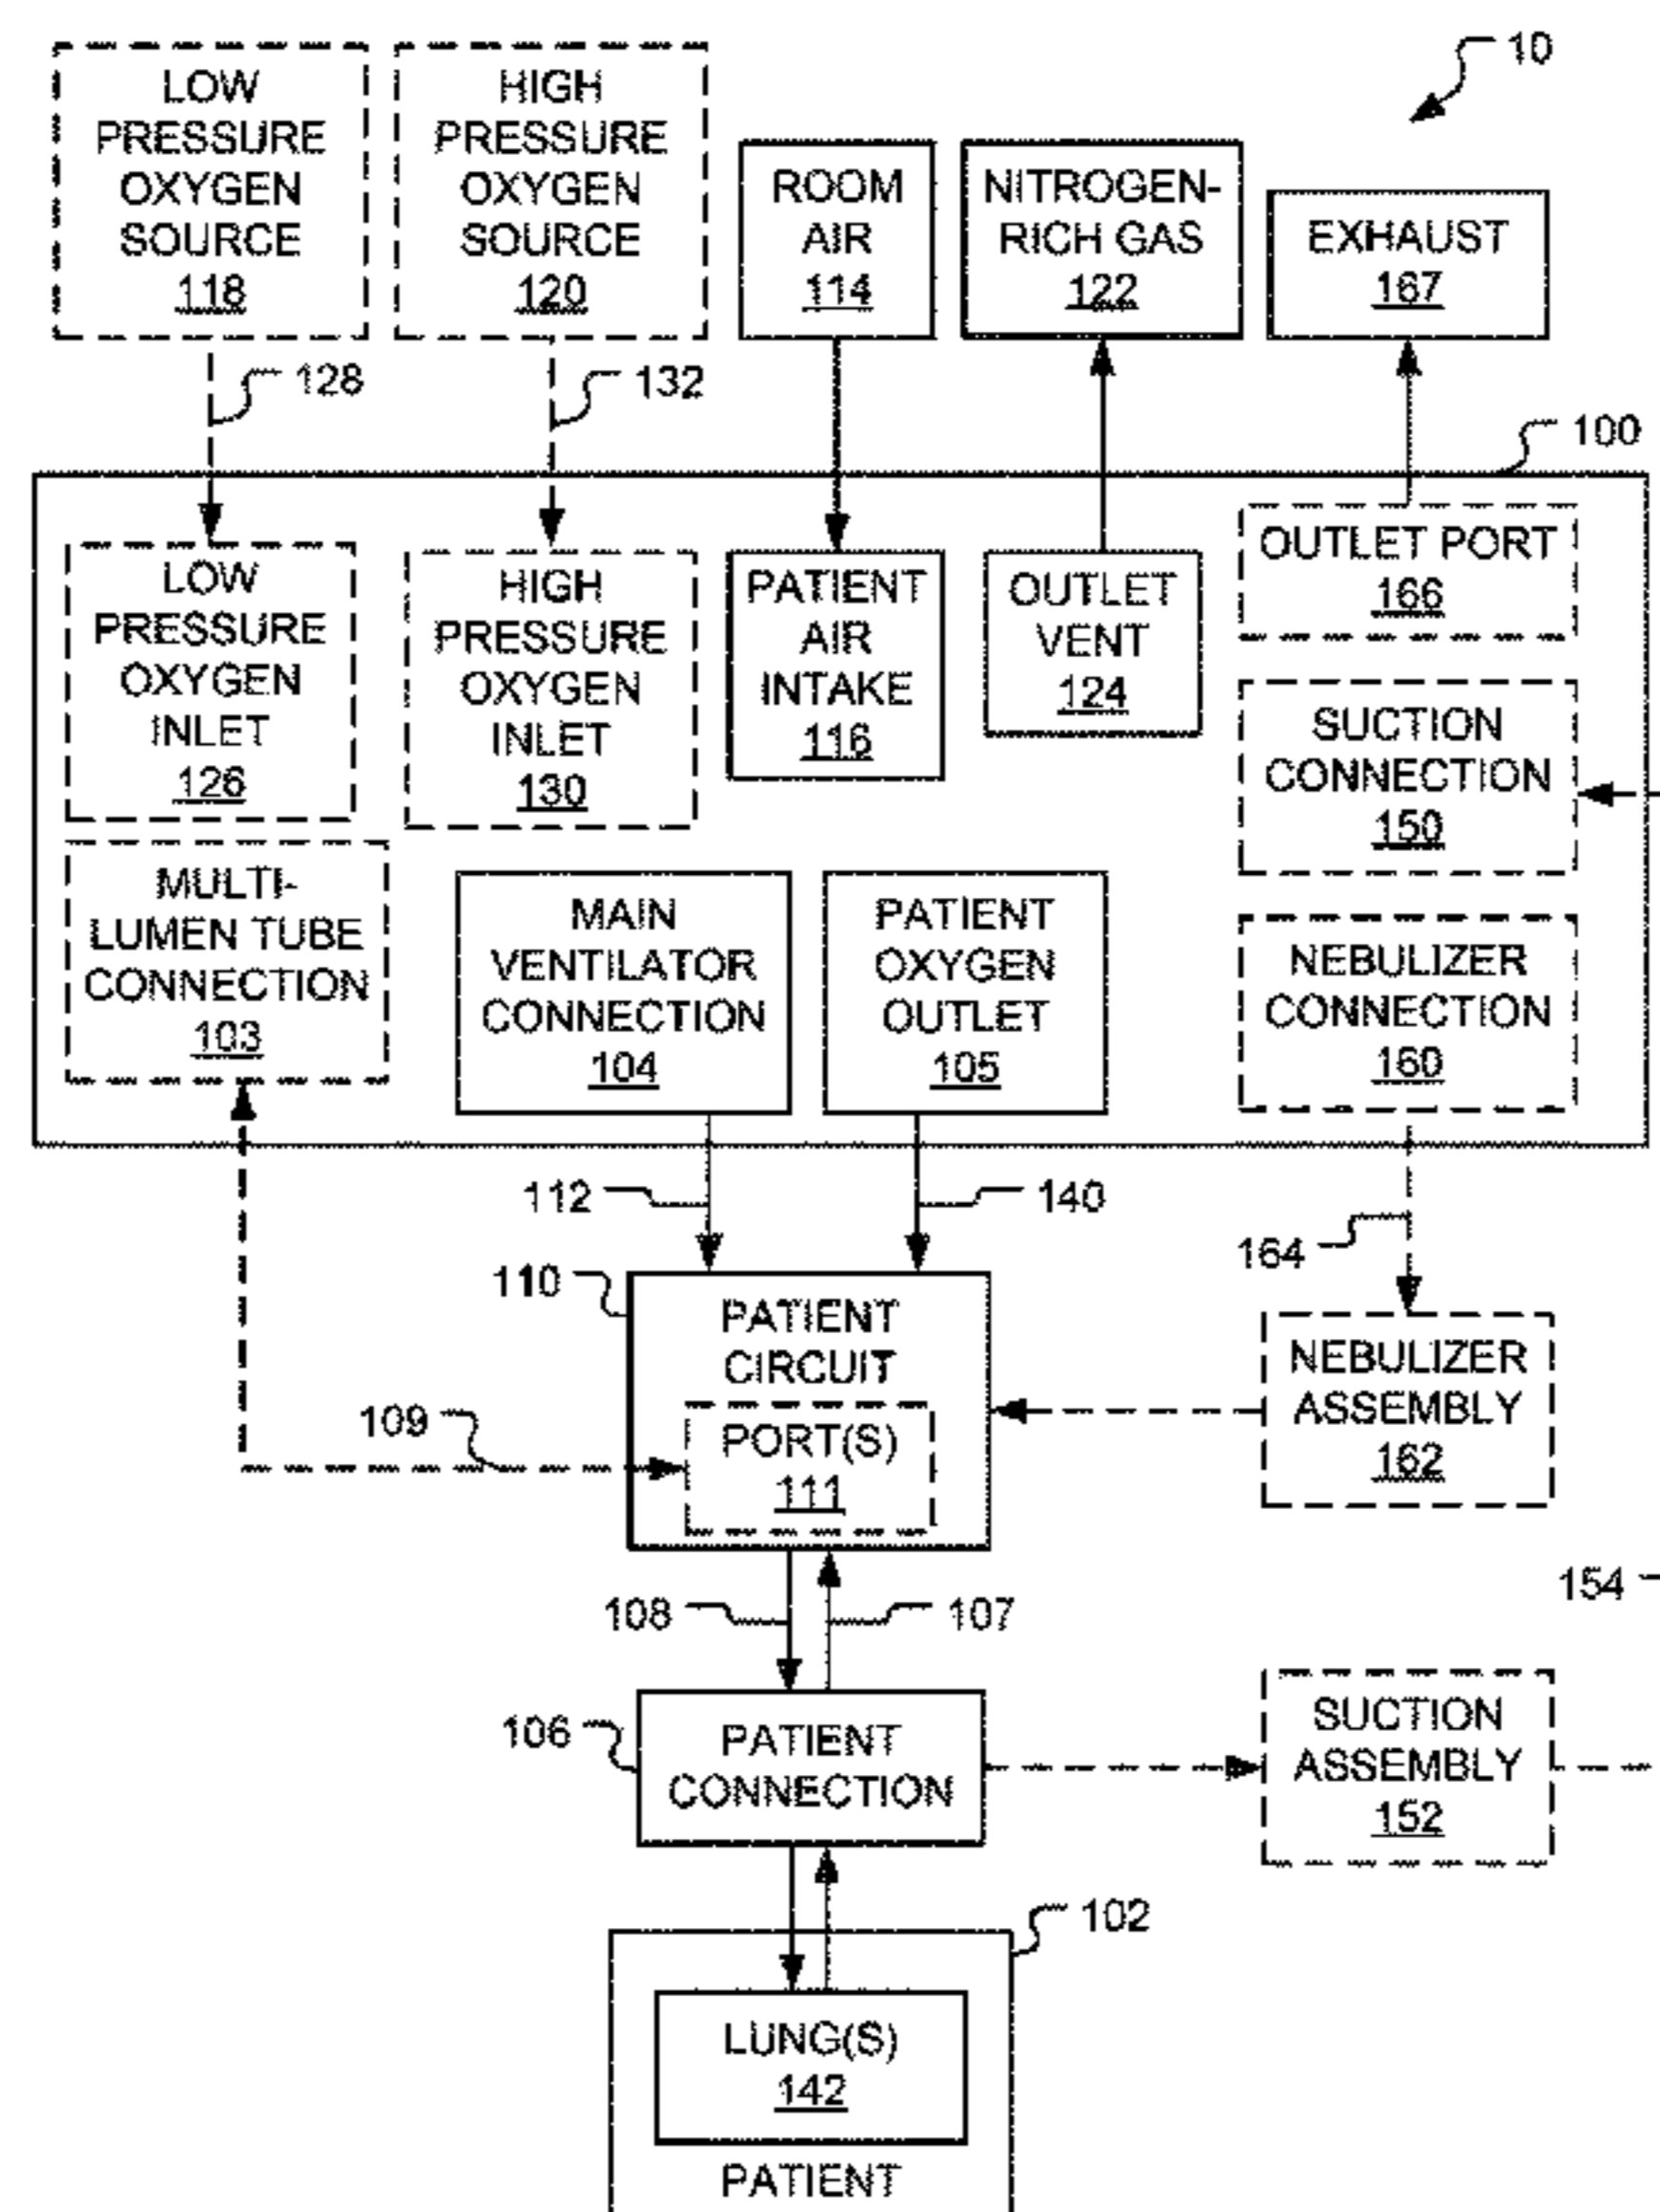 10
LOW
PRESSURE
OXYGEN
SOURCE
118
HIGH
PRESSURE
OXYGEN
SOURCE
120
ROOM
AIR
114
NITROGEN-
RICH GAS
122
EXHAUST
167
128
132
100
LOW
PRESSURE
OXYGEN
INLET
126
HIGH
PRESSURE
OXYGEN
INLET
130
PATIENT
AIR
INTAKE
116
OUTLET
VENT
124
OUTLET PORT
166
SUCTION
CONNECTION
150
MULTI-
LUMEN TUBE
CONNECTION
103
MAIN
VENTILATOR
CONNECTION
104
PATIENT
OXYGEN
OUTLET
105
NEBULIZER
CONNECTION
160
112
140
164
110
PATIENT
CIRCUIT
PORT(S)
111
109
NEBULIZER
ASSEMBLY
162
154
108
107
106
PATIENT
CONNECTION
SUCTION
ASSEMBLY
152
102
LUNG(S)
142
PATIENT